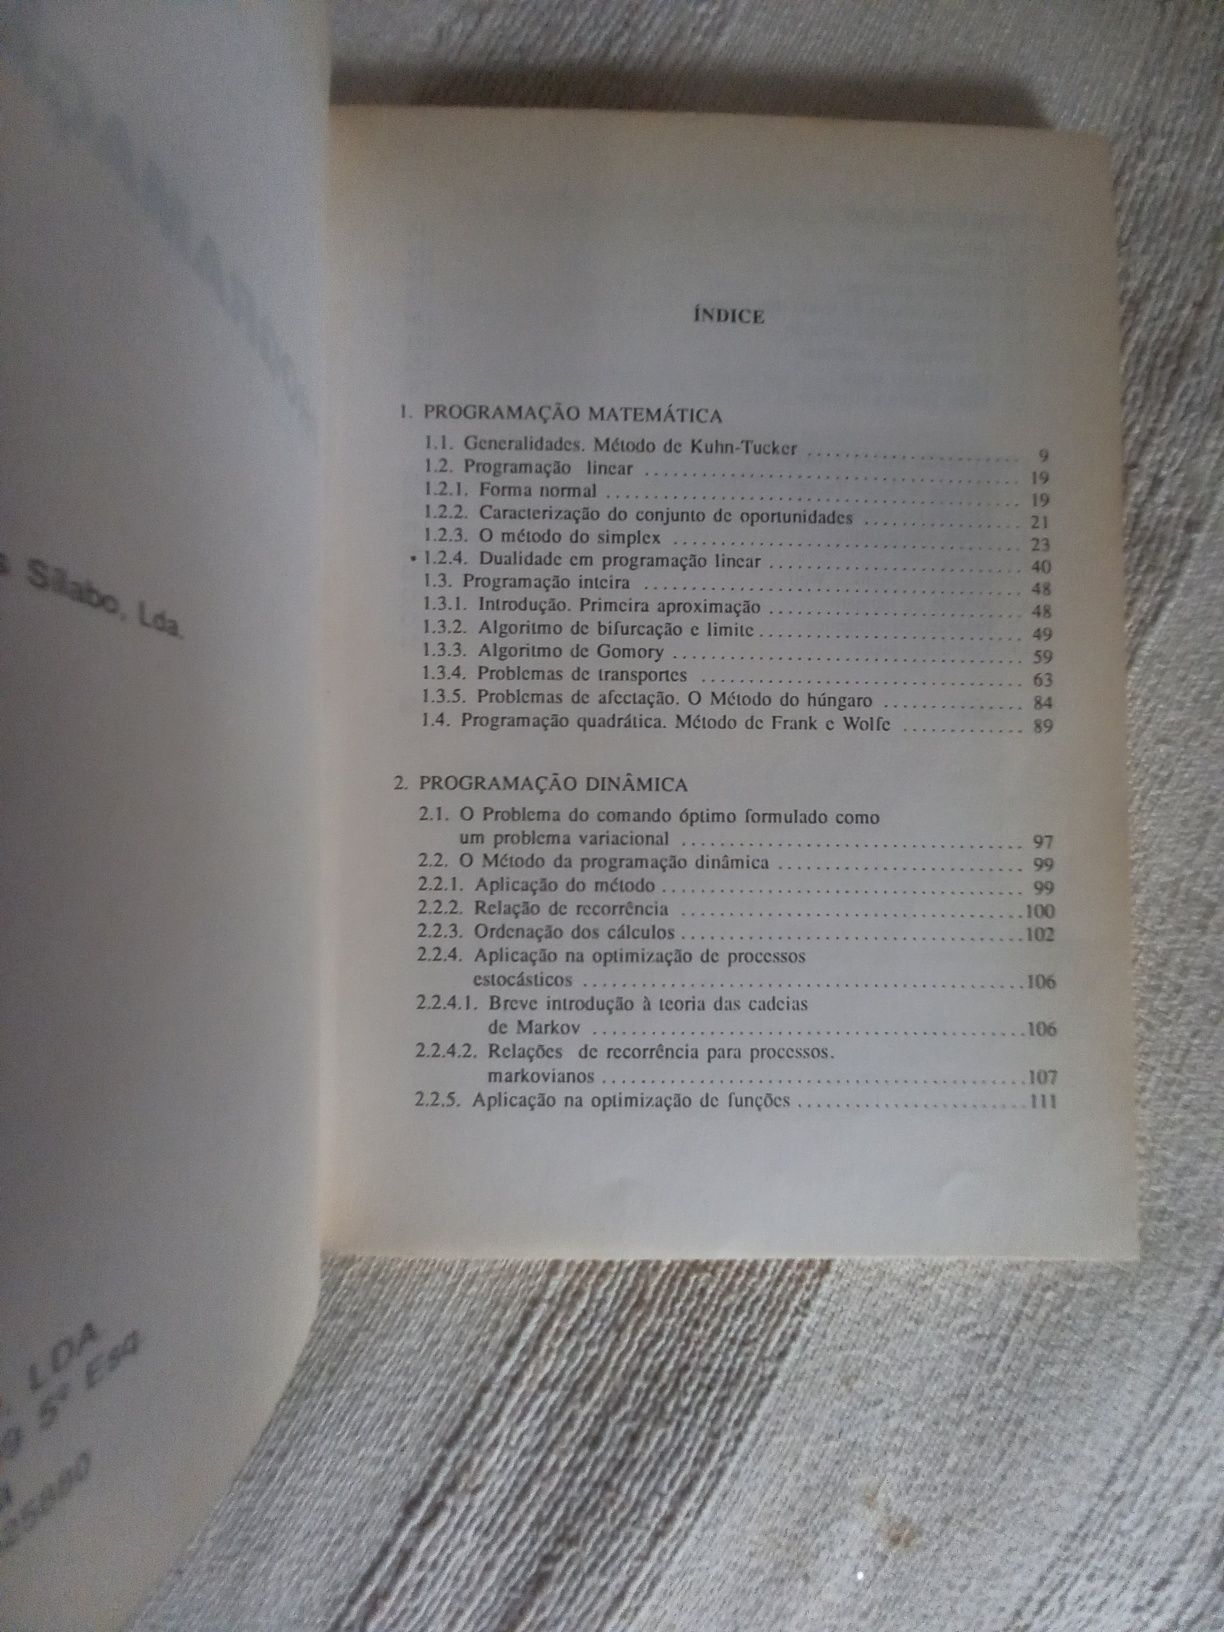 Sílabo, Lda.
LDA
5º Esq
ÍNDICE
1. PROGRAMAÇÃO MATEMÁTICA
1.1. Generalidades. Método de Kuhn-Tucker ........................ 9
1.2. Programação linear ........................ 19
1.2.1. Forma normal ........................ 19
1.2.2. Caracterização do conjunto de oportunidades ........................ 21
1.2.3. O método do simplex ........................ 23
• 1.2.4. Dualidade em programação linear ........................ 40
1.3. Programação inteira ........................ 48
1.3.1. Introdução. Primeira aproximação ........................ 48
1.3.2. Algoritmo de bifurcação e limite ........................ 49
1.3.3. Algoritmo de Gomory ........................ 59
1.3.4. Problemas de transportes ........................ 63
1.3.5. Problemas de afectação. O Método do húngaro ........................ 84
1.4. Programação quadrática. Método de Frank e Wolfe ........................ 89
2. PROGRAMAÇÃO DINÂMICA
2.1. O Problema do comando óptimo formulado como
um problema variacional ........................ 97
2.2. O Método da programação dinâmica ........................ 99
2.2.1. Aplicação do método ........................ 99
2.2.2. Relação de recorrência ........................ 100
2.2.3. Ordenação dos cálculos ........................ 102
2.2.4. Aplicação na optimização de processos
estocásticos ........................ 106
2.2.4.1. Breve introdução à teoria das cadeias
de Markov ........................ 106
2.2.4.2. Relações de recorrência para processos.
markovianos ........................ 107
2.2.5. Aplicação na optimização de funções ........................ 111